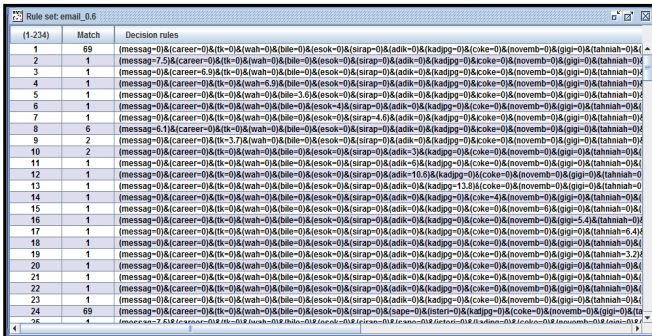 Rule set: email_0.6
(1-234) Match Decision rules
1 69 (messag=0)&(career=0)&(tk=0)&(wah=0)&(bile=0)&(esok=0)&(sirap=0)&(adik=0)&(kadjpg=0)&(coke=0)&(novemb=0)&(gigi=0)&(tahniah=0)&(
2 1 (messag=7.5)&(career=0)&(tk=0)&(wah=0)&(bile=0)&(esok=0)&(sirap=0)&(adik=0)&(kadjpg=0)&(coke=0)&(novemb=0)&(gigi=0)&(tahniah=0)&
3 1 (messag=0)&(career=6.9)&(tk=0)&(wah=0)&(bile=0)&(esok=0)&(sirap=0)&(adik=0)&(kadjpg=0)&(coke=0)&(novemb=0)&(gigi=0)&(tahniah=0)&
4 1 (messag=0)&(career=0)&(tk=0)&(wah=6.9)&(bile=0)&(esok=0)&(sirap=0)&(adik=0)&(kadjpg=0)&(coke=0)&(novemb=0)&(gigi=0)&(tahniah=0)&
5 1 (messag=0)&(career=0)&(tk=0)&(wah=0)&(bile=3.6)&(esok=0)&(sirap=0)&(adik=0)&(kadjpg=0)&(coke=0)&(novemb=0)&(gigi=0)&(tahniah=0)&
6 1 (messag=0)&(career=0)&(tk=0)&(wah=0)&(bile=0)&(esok=4)&(sirap=0)&(adik=0)&(kadjpg=0)&(coke=0)&(novemb=0)&(gigi=0)&(tahniah=0)&(
7 1 (messag=0)&(career=0)&(tk=0)&(wah=0)&(bile=0)&(esok=0)&(sirap=4.6)&(adik=0)&(kadjpg=0)&(coke=0)&(novemb=0)&(gigi=0)&(tahniah=0)&
8 6 (messag=6.1)&(career=0)&(tk=0)&(wah=0)&(bile=0)&(esok=0)&(sirap=0)&(adik=0)&(kadjpg=0)&(coke=0)&(novemb=0)&(gigi=0)&(tahniah=0)&
9 2 (messag=0)&(career=0)&(tk=3.7)&(wah=0)&(bile=0)&(esok=0)&(sirap=0)&(adik=0)&(kadjpg=0)&(coke=0)&(novemb=0)&(gigi=0)&(tahniah=0)&
10 2 (messag=0)&(career=0)&(tk=0)&(wah=0)&(bile=0)&(esok=0)&(sirap=0)&(adik=3)&(kadjpg=0)&(coke=0)&(novemb=0)&(gigi=0)&(tahniah=0)&(
11 1 (messag=0)&(career=0)&(tk=0)&(wah=0)&(bile=0)&(esok=0)&(sirap=0)&(adik=6)&(kadjpg=0)&(coke=0)&(novemb=0)&(gigi=0)&(tahniah=0)&(
12 1 (messag=0)&(career=0)&(tk=0)&(wah=0)&(bile=0)&(esok=0)&(sirap=0)&(adik=10.6)&(kadjpg=0)&(coke=0)&(novemb=0)&(gigi=0)&(tahniah=0
13 1 (messag=0)&(career=0)&(tk=0)&(wah=0)&(bile=0)&(esok=0)&(sirap=0)&(adik=0)&(kadjpg=13.8)&(coke=0)&(novemb=0)&(gigi=0)&(tahniah=0
14 1 (messag=0)&(career=0)&(tk=0)&(wah=0)&(bile=0)&(esok=0)&(sirap=0)&(adik=0)&(kadjpg=0)&(coke=4)&(novemb=0)&(gigi=0)&(tahniah=0)&(
15 1 (messag=0)&(career=0)&(tk=0)&(wah=0)&(bile=0)&(esok=0)&(sirap=0)&(adik=0)&(kadjpg=0)&(coke=0)&(novemb=6)&(gigi=0)&(tahniah=0)&(
16 1 (messag=0)&(career=0)&(tk=0)&(wah=0)&(bile=0)&(esok=0)&(sirap=0)&(adik=0)&(kadjpg=0)&(coke=0)&(novemb=0)&(gigi=5.4)&(tahniah=0)&
17 1 (messag=0)&(career=0)&(tk=0)&(wah=0)&(bile=0)&(esok=0)&(sirap=0)&(adik=0)&(kadjpg=0)&(coke=0)&(novemb=0)&(gigi=0)&(tahniah=6.4)&
18 1 (messag=0)&(career=0)&(tk=0)&(wah=0)&(bile=0)&(esok=0)&(sirap=0)&(adik=0)&(kadjpg=0)&(coke=0)&(novemb=0)&(gigi=0)&(tahniah=0)&(
19 1 (messag=0)&(career=0)&(tk=0)&(wah=0)&(bile=0)&(esok=0)&(sirap=0)&(adik=0)&(kadjpg=0)&(coke=0)&(novemb=0)&(gigi=0)&(tahniah=3.2)&
20 1 (messag=0)&(career=0)&(tk=0)&(wah=0)&(bile=0)&(esok=0)&(sirap=0)&(adik=0)&(kadjpg=0)&(coke=0)&(novemb=0)&(gigi=0)&(tahniah=0)&(
21 1 (messag=0)&(career=0)&(tk=0)&(wah=0)&(bile=0)&(esok=0)&(sirap=0)&(adik=0)&(kadjpg=0)&(coke=0)&(novemb=0)&(gigi=0)&(tahniah=0)&(
22 1 (messag=0)&(career=0)&(tk=0)&(wah=0)&(bile=0)&(esok=0)&(sirap=0)&(adik=0)&(kadjpg=0)&(coke=0)&(novemb=0)&(gigi=0)&(tahniah=0)&(
23 1 (messag=0)&(career=0)&(tk=0)&(wah=0)&(bile=0)&(esok=0)&(sirap=0)&(adik=0)&(kadjpg=0)&(coke=0)&(novemb=0)&(gigi=0)&(tahniah=0)&(
24 69 (messag=0)&(career=0)&(tk=0)&(wah=0)&(bile=0)&(esok=0)&(sirap=0)&(sape=0)&(isteri=0)&(kadjpg=0)&(coke=0)&(novemb=0)&(gigi=0)&(ta